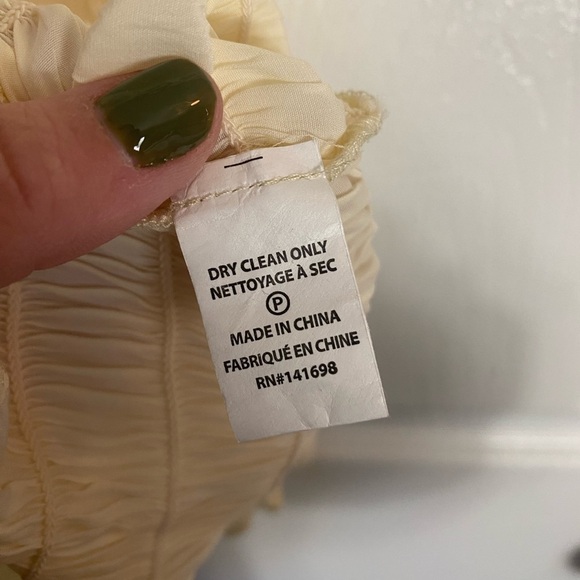 DRY CLEAN ONLY
NETTOYAGE À SEC
P
MADE IN CHINA
FABRIQUÉ EN CHINE
RN#141698